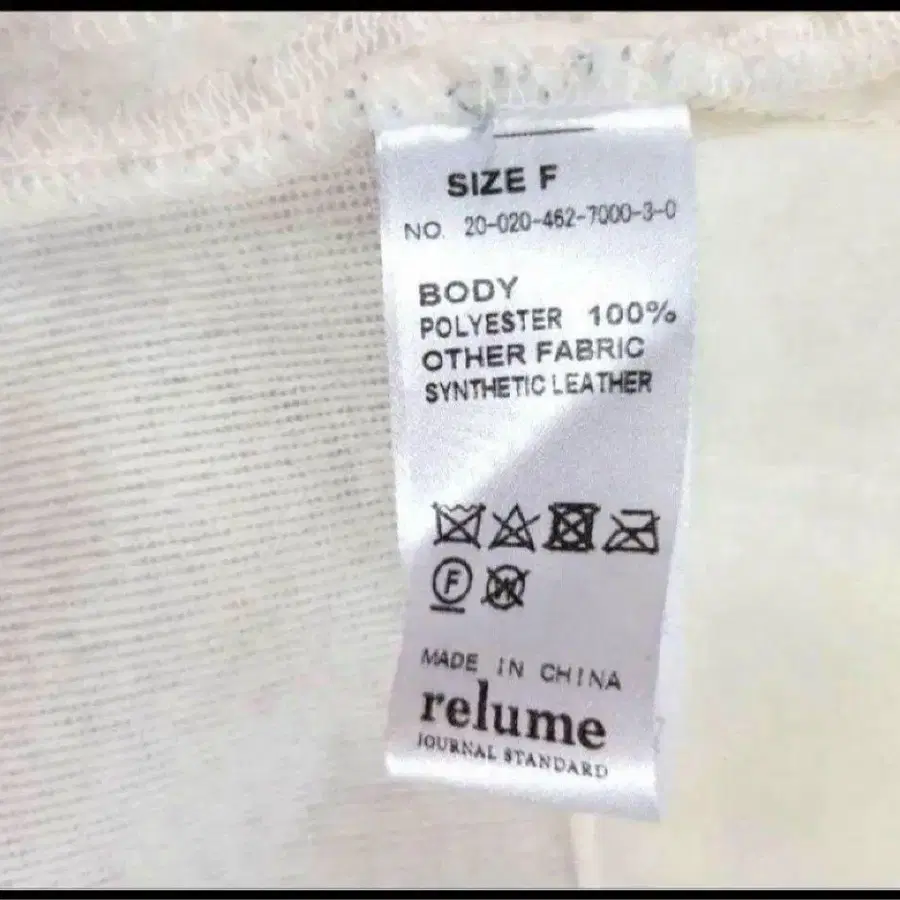 SIZE F
NO. 20-020-462-7000-3-0
BODY
POLYESTER 100%
OTHER FABRIC
SYNTHETIC LEATHER
F
W
MADE IN CHINA
relume
JOURNAL STANDARD